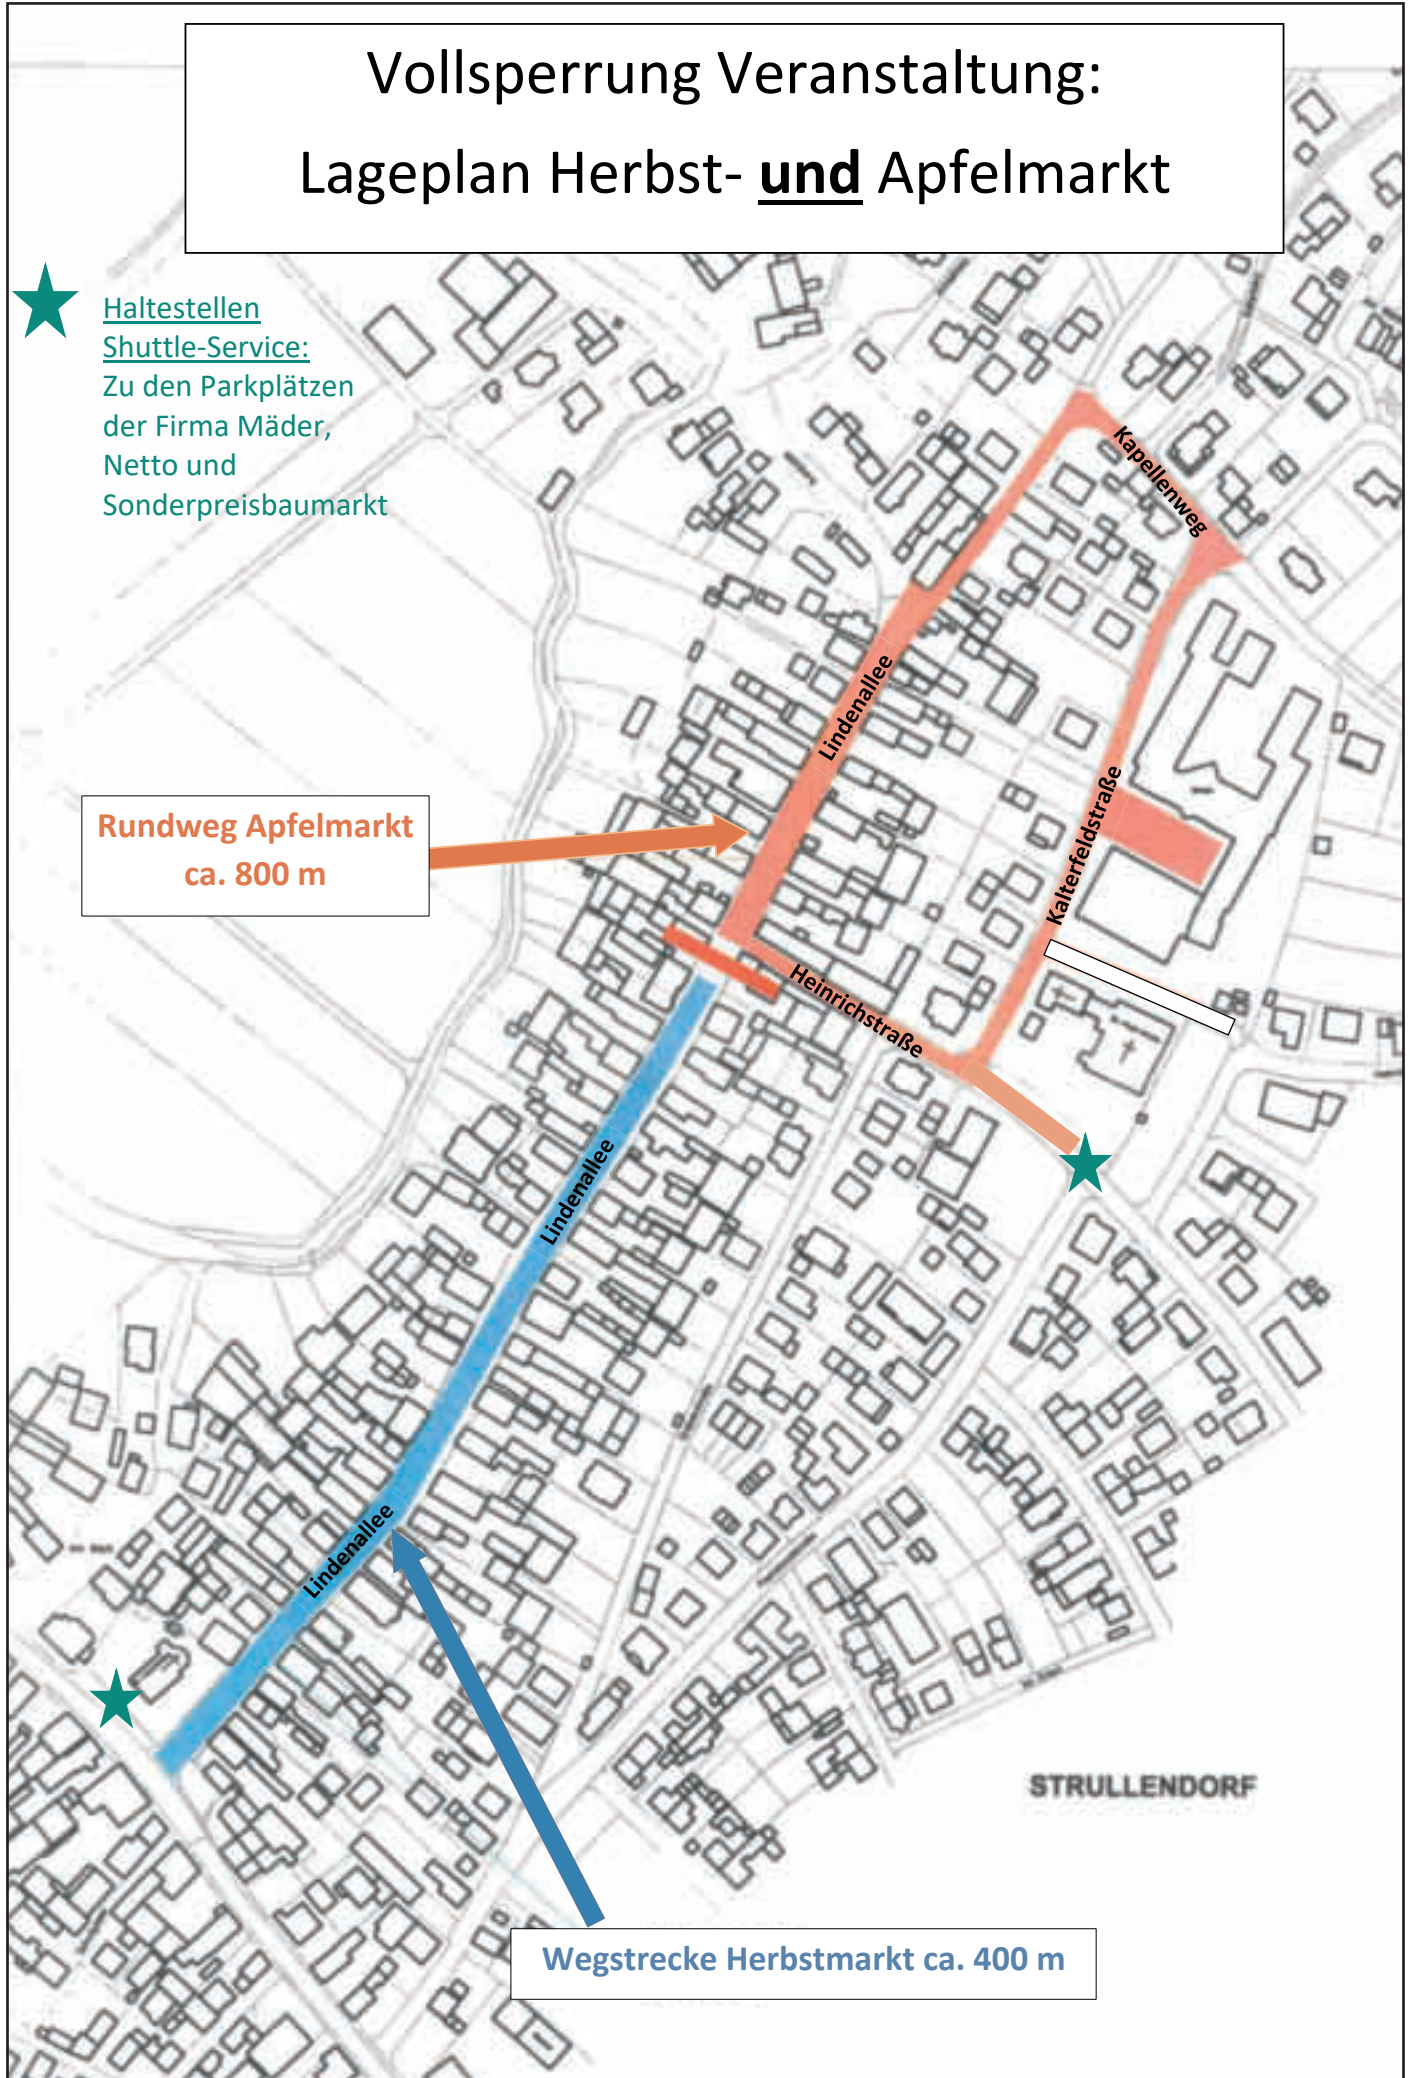 Vollsperrung Veranstaltung:
Lageplan Herbst- und Apfelmarkt
Haltestellen
Shuttle-Service:
Zu den Parkplätzen
der Firma Mäder,
Netto und
Sonderpreisbaumarkt
Kapellenweg
Lindenallee
Kalterfeldstraße
Rundweg Apfelmarkt
ca. 800 m
Heinrichstraße
Lindenallee
Lindenallee
STRULLENDORF
Wegstrecke Herbstmarkt ca. 400 m